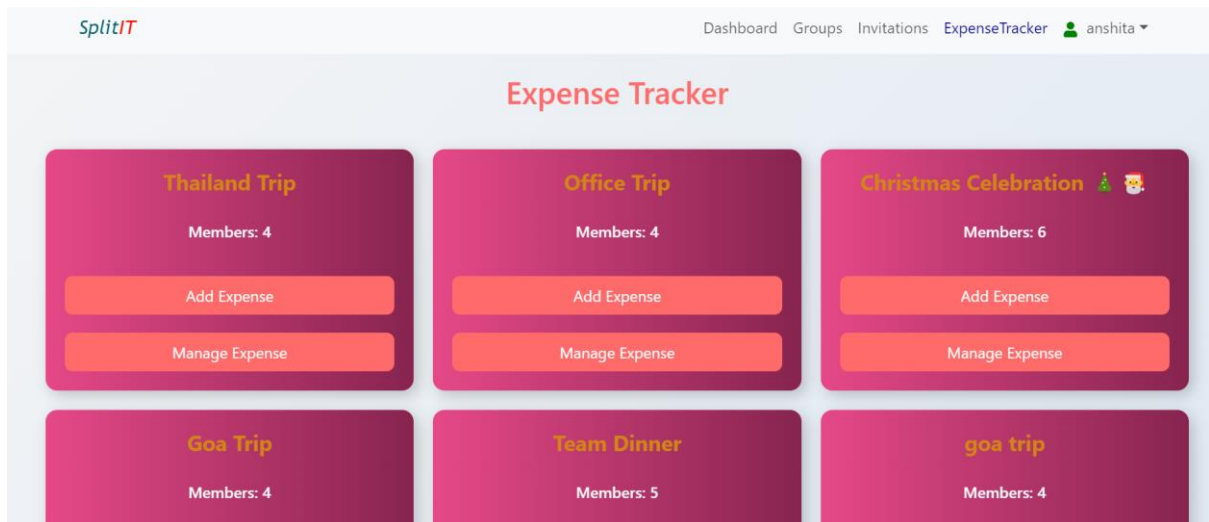 SplitIT
Dashboard Groups Invitations ExpenseTracker anshita
Expense Tracker
Thailand Trip
Members: 4
Add Expense
Manage Expense
Office Trip
Members: 4
Add Expense
Manage Expense
Christmas Celebration 🎄 🎅
Members: 6
Add Expense
Manage Expense
Goa Trip
Members: 4
Team Dinner
Members: 5
goa trip
Members: 4